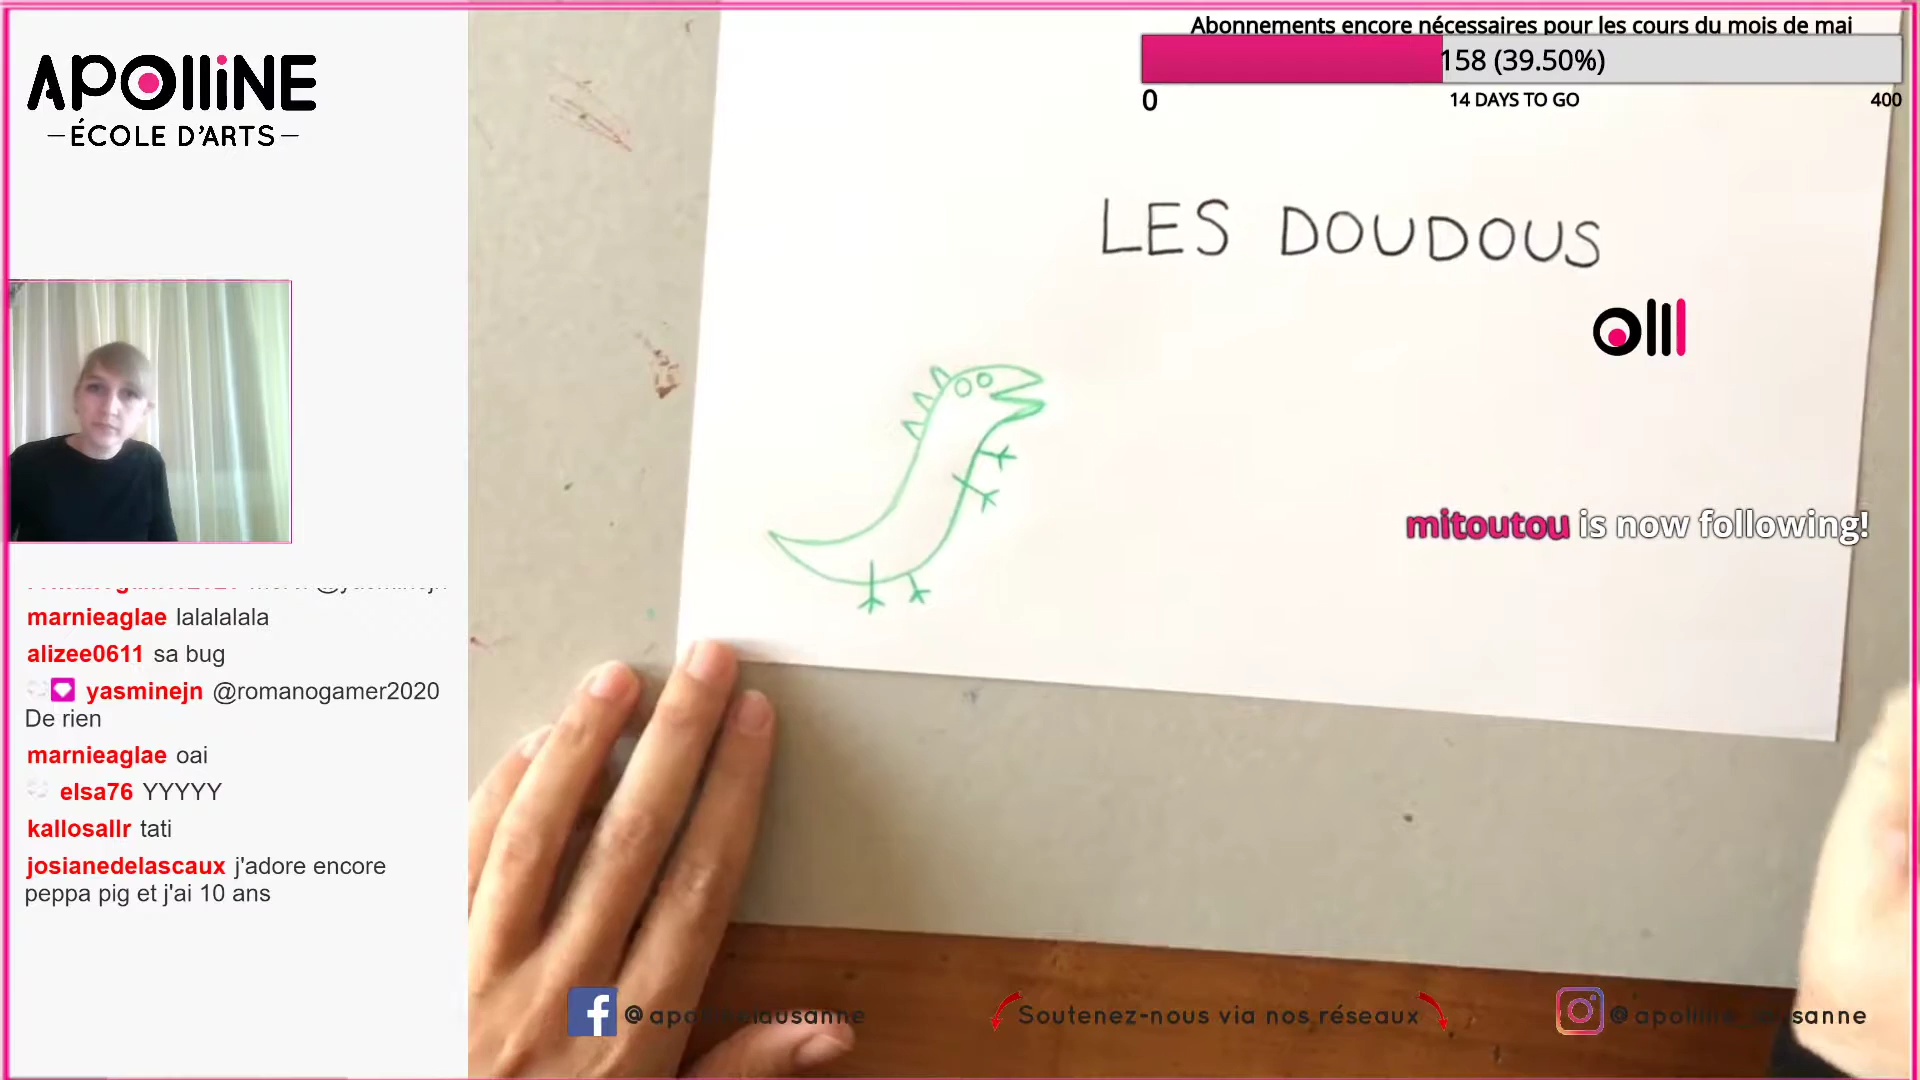 APOLLINE
ÉCOLE D'ARTS
Abonnements encore nécessaires pour les cours du mois de mai
158 (39.50%)
0
14 DAYS TO GO
400
LES DOUDOUS
mitoutou is now following!
marnieaglae lalalalala
alizee0611 sa bug
yasminejn @romanogamer2020
De rien
marnieaglae oai
elsa76 YYYYY
kallosallr tati
josianedelascaux j'adore encore
peppa pig et j'ai 10 ans
Soutenez-nous via nos réseaux